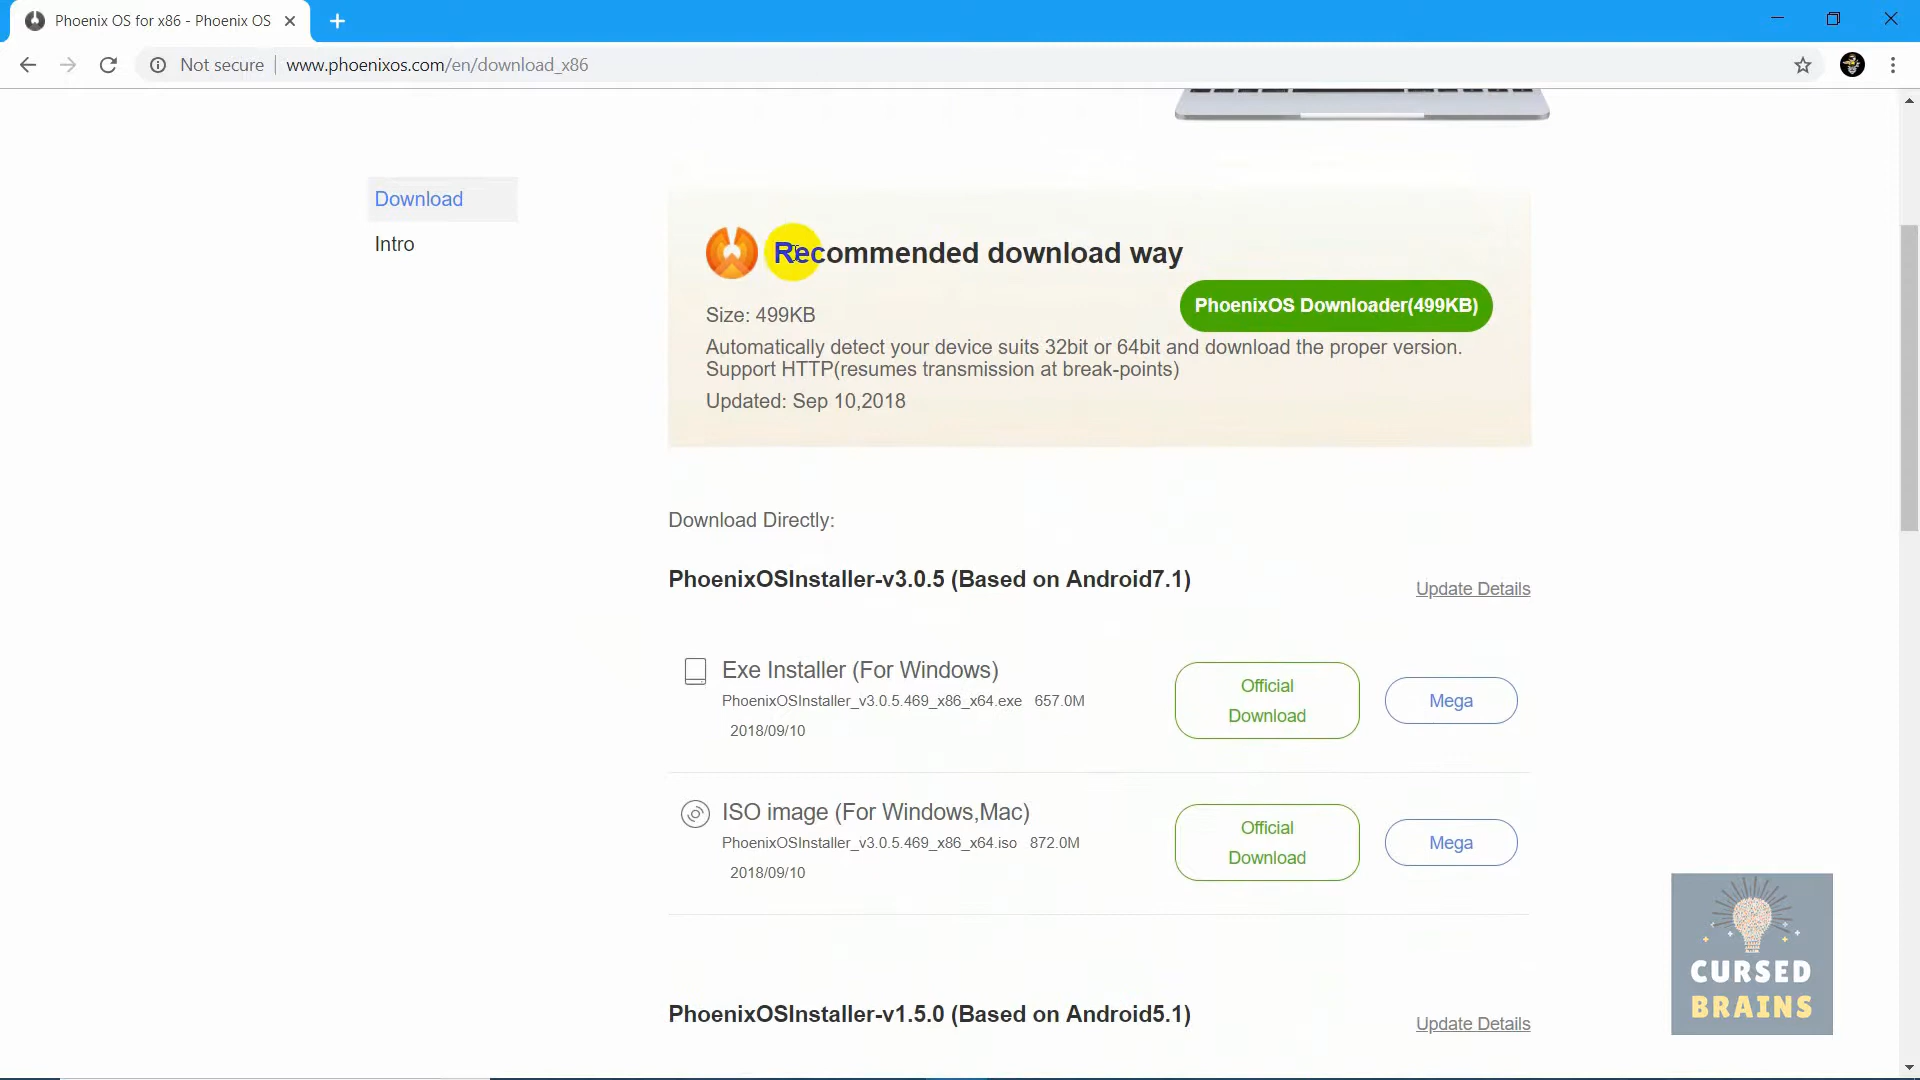 Phoenix OS for x86 - Phoenix OS
Not secure
www.phoenixos.com/en/download_x86
Download
Intro
Recommended download way
Size: 499KB
PhoenixOS Downloader(499KB)
Automatically detect your device suits 32bit or 64bit and download the proper version.
Support HTTP(resumes transmission at break-points)
Updated: Sep 10,2018
Download Directly:
PhoenixOSInstaller-v3.0.5 (Based on Android7.1)
Update Details
Exe Installer (For Windows)
PhoenixOSInstaller_v3.0.5.469_x86_x64.exe 657.0M
2018/09/10
Official
Download
Mega
ISO image (For Windows,Mac)
PhoenixOSInstaller_v3.0.5.469_x86_x64.iso 872.0M
2018/09/10
Official
Download
Mega
PhoenixOSInstaller-v1.5.0 (Based on Android5.1)
Update Details
CURSED
BRAINS